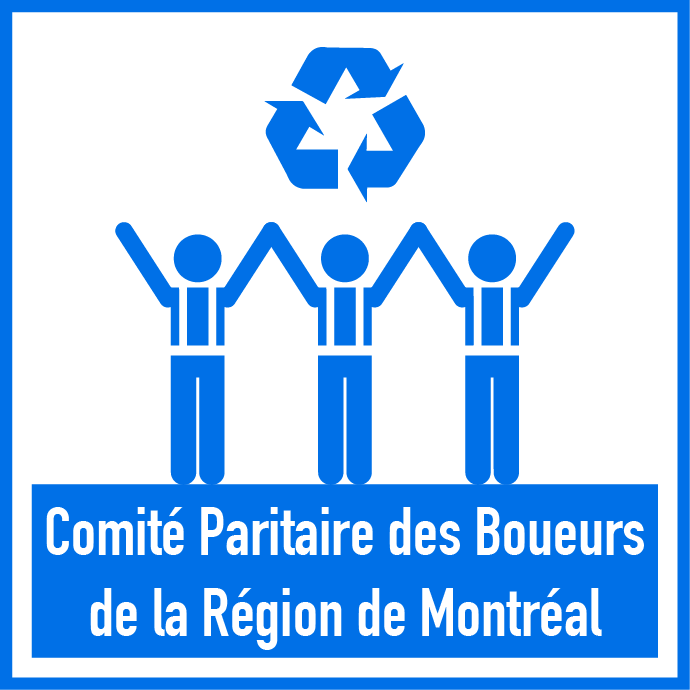 Comité Paritaire des Boueurs
de la Région de Montréal